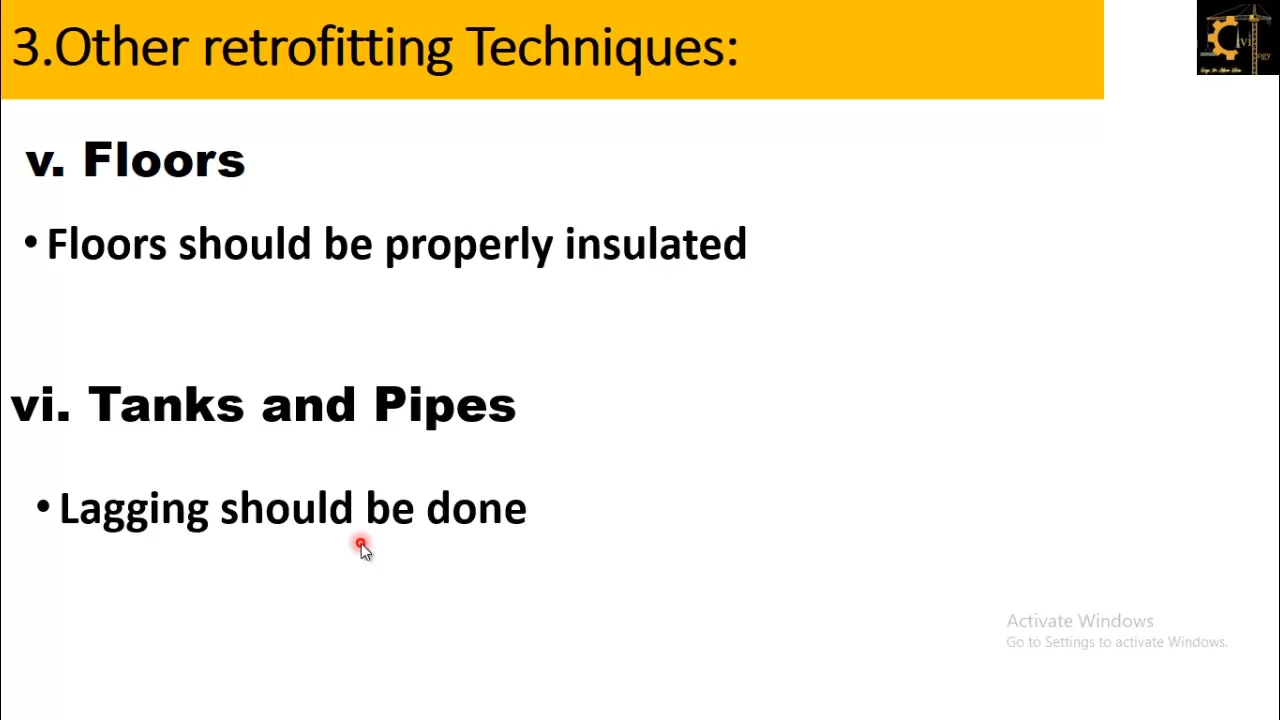 3.Other retrofitting Techniques:
v. Floors
• Floors should be properly insulated
vi. Tanks and Pipes
• Lagging should be done
Activate Windows
Go to Settings to activate Windows.